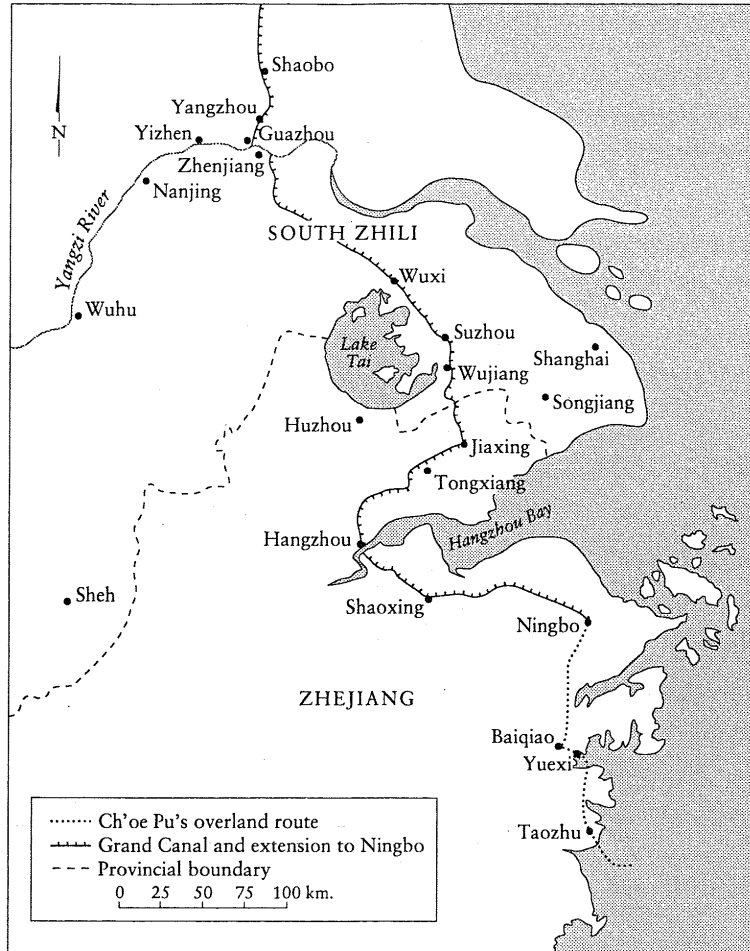 Shaobo
Yangzhou
Yizhen
Guazhou
N
Zhenjiang
Nanjing
Yangzi River
SOUTH ZHILI
Wuxi
Wuhu
Suzhou
Lake
Tai
Shanghai
Wujiang
Songjiang
Huzhou
Jiaxing
Tongxiang
Hangzhou Bay
Hangzhou
Sheh
Shaoxing
Ningbo
ZHEJIANG
Baiqiao
Yuexi
Taozhu
Ch'oe Pu's overland route
Grand Canal and extension to Ningbo
Provincial boundary
0 25 50 75 100 km.